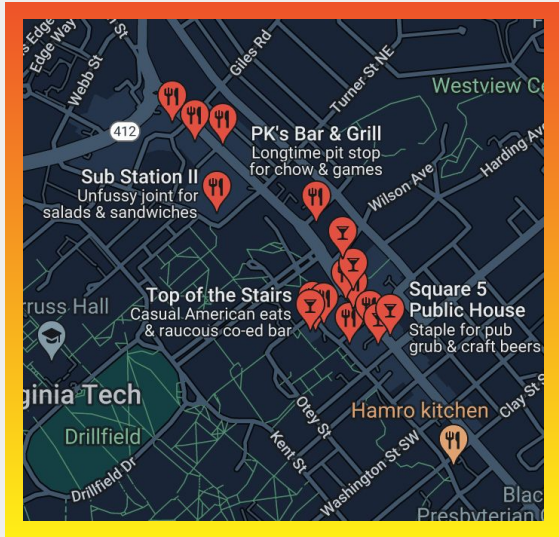 s Edge
Edge Way
Webb St
St
Giles Rd
Turner St NE
Westview C
412
PK's Bar & Grill
Longtime pit stop
for chow & games
Harding Av
Wilson Ave
Sub Station II
Unfussy joint for
salads & sandwiches
Top of the Stairs
Casual American eats
& raucous co-ed bar
Square 5
Public House
Staple for pub
grub & craft beers
rruss Hall
ginia Tech
Drillfield
Drillfield Dr
Otey St
Kent St
Hamro kitchen
Clay St S
Washington St SW
Blac
Presbyterian